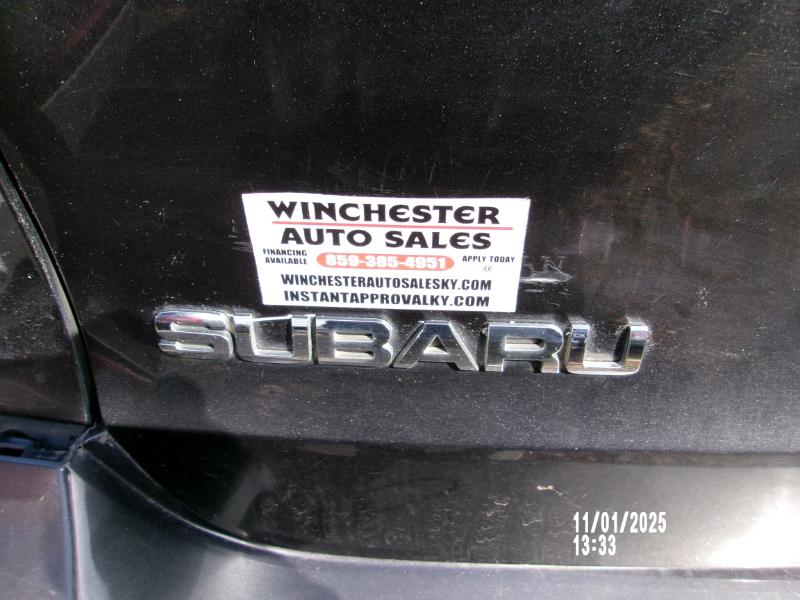 WINCHESTER
AUTO SALES
FINANCING
AVAILABLE
859-385-4951
APPLY TODAY
WINCHESTERAUTOSALESKY.COM
INSTANTAPPROVALKY.COM
SUBARU
11/01/2025
13:33